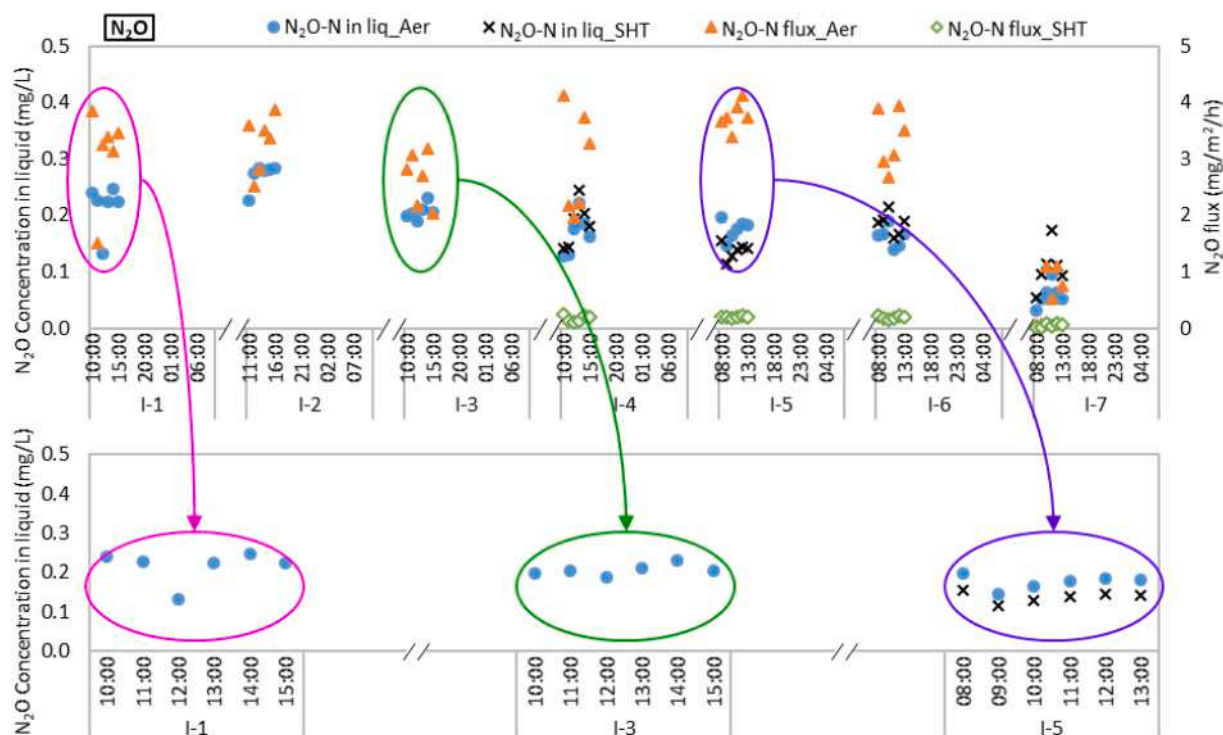 N₂O
N₂O-N in liq_Aer
N₂O-N in liq_SHT
N₂O-N flux_Aer
N₂O-N flux_SHT
N₂O Concentration in liquid (mg/L)
0.5
0.4
0.3
0.2
0.1
0.0
5
4
3
2
1
0
N₂O flux (mg/m²/h)
10:00 15:00 20:00 01:00 06:00
11:00 16:00 21:00 02:00 07:00
10:00 15:00 20:00 01:00 06:00
10:00 15:00 20:00 01:00 06:00
08:00 13:00 18:00 23:00 04:00
08:00 13:00 18:00 23:00 04:00
08:00 13:00 18:00 23:00 04:00
I-1 I-2 I-3 I-4 I-5 I-6 I-7
N₂O Concentration in liquid (mg/L)
0.5
0.4
0.3
0.2
0.1
0.0
10:00 11:00 12:00 13:00 14:00 15:00
10:00 11:00 12:00 13:00 14:00 15:00
08:00 09:00 10:00 11:00 12:00 13:00
I-1 I-3 I-5